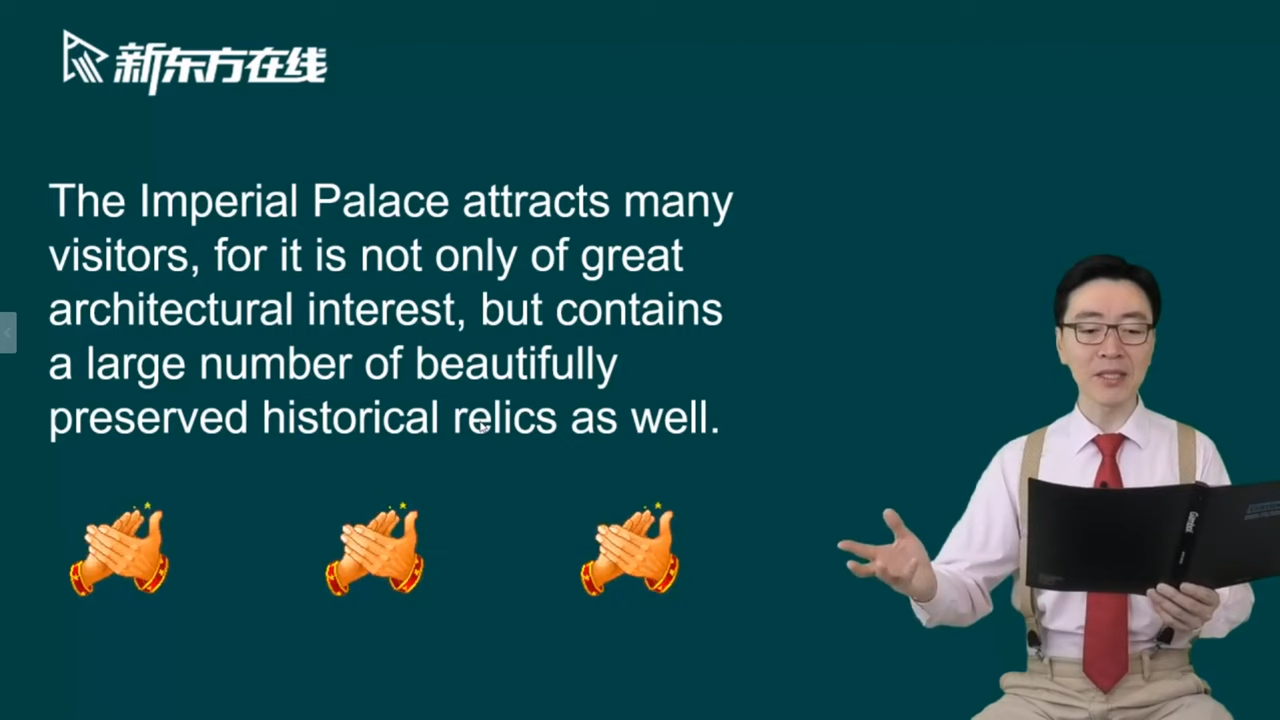 新东方在线
The Imperial Palace attracts many
visitors, for it is not only of great
architectural interest, but contains
a large number of beautifully
preserved historical relics as well.